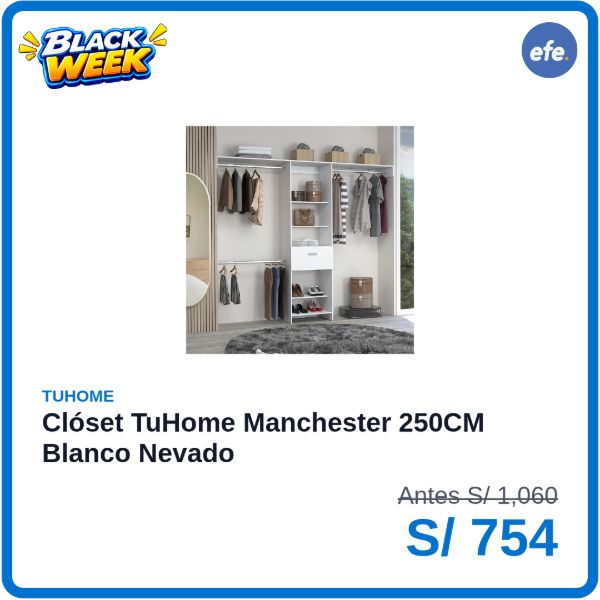 BLACK
WEEK
efe.
TUHOME
Clóset TuHome Manchester 250CM
Blanco Nevado
Antes S/ 1,060
S/ 754